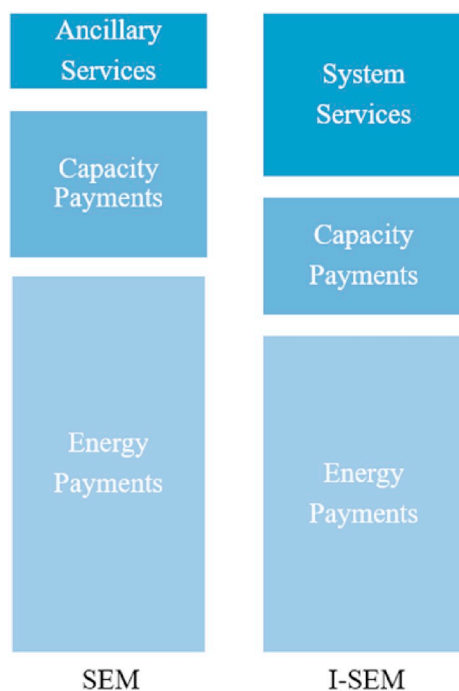 Ancillary
Services
Capacity
Payments
Energy
Payments
SEM
System
Services
Capacity
Payments
Energy
Payments
I-SEM